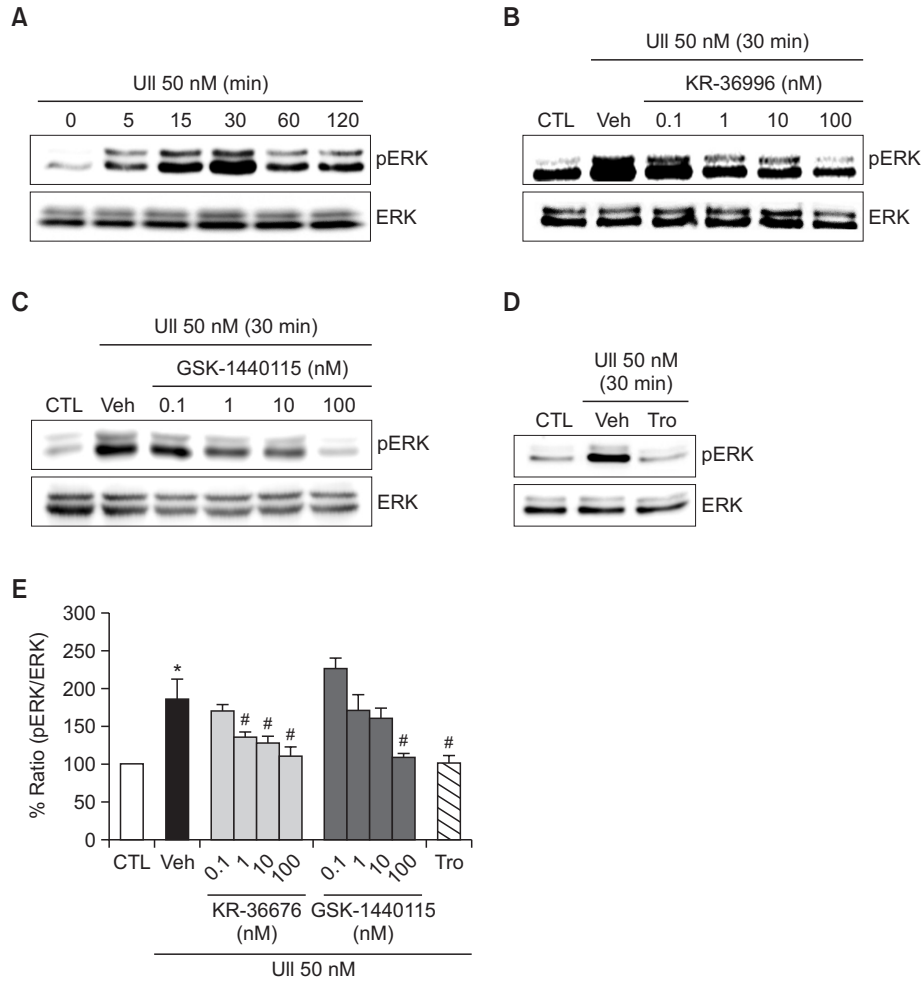 A
UII 50 nM (min)
0 5 15 30 60 120
pERK
ERK
B
UII 50 nM (30 min)
KR-36996 (nM)
CTL Veh 0.1 1 10 100
pERK
ERK
C
UII 50 nM (30 min)
GSK-1440115 (nM)
CTL Veh 0.1 1 10 100
pERK
ERK
D
UII 50 nM
(30 min)
CTL Veh Tro
pERK
ERK
E
% Ratio (pERK/ERK)
300
250
200
150
100
50
0
*
# # #
#
#
CTL Veh 0.1 1 10 100 0.1 1 10 100 Tro
KR-36676 GSK-1440115
(nM) (nM)
UII 50 nM